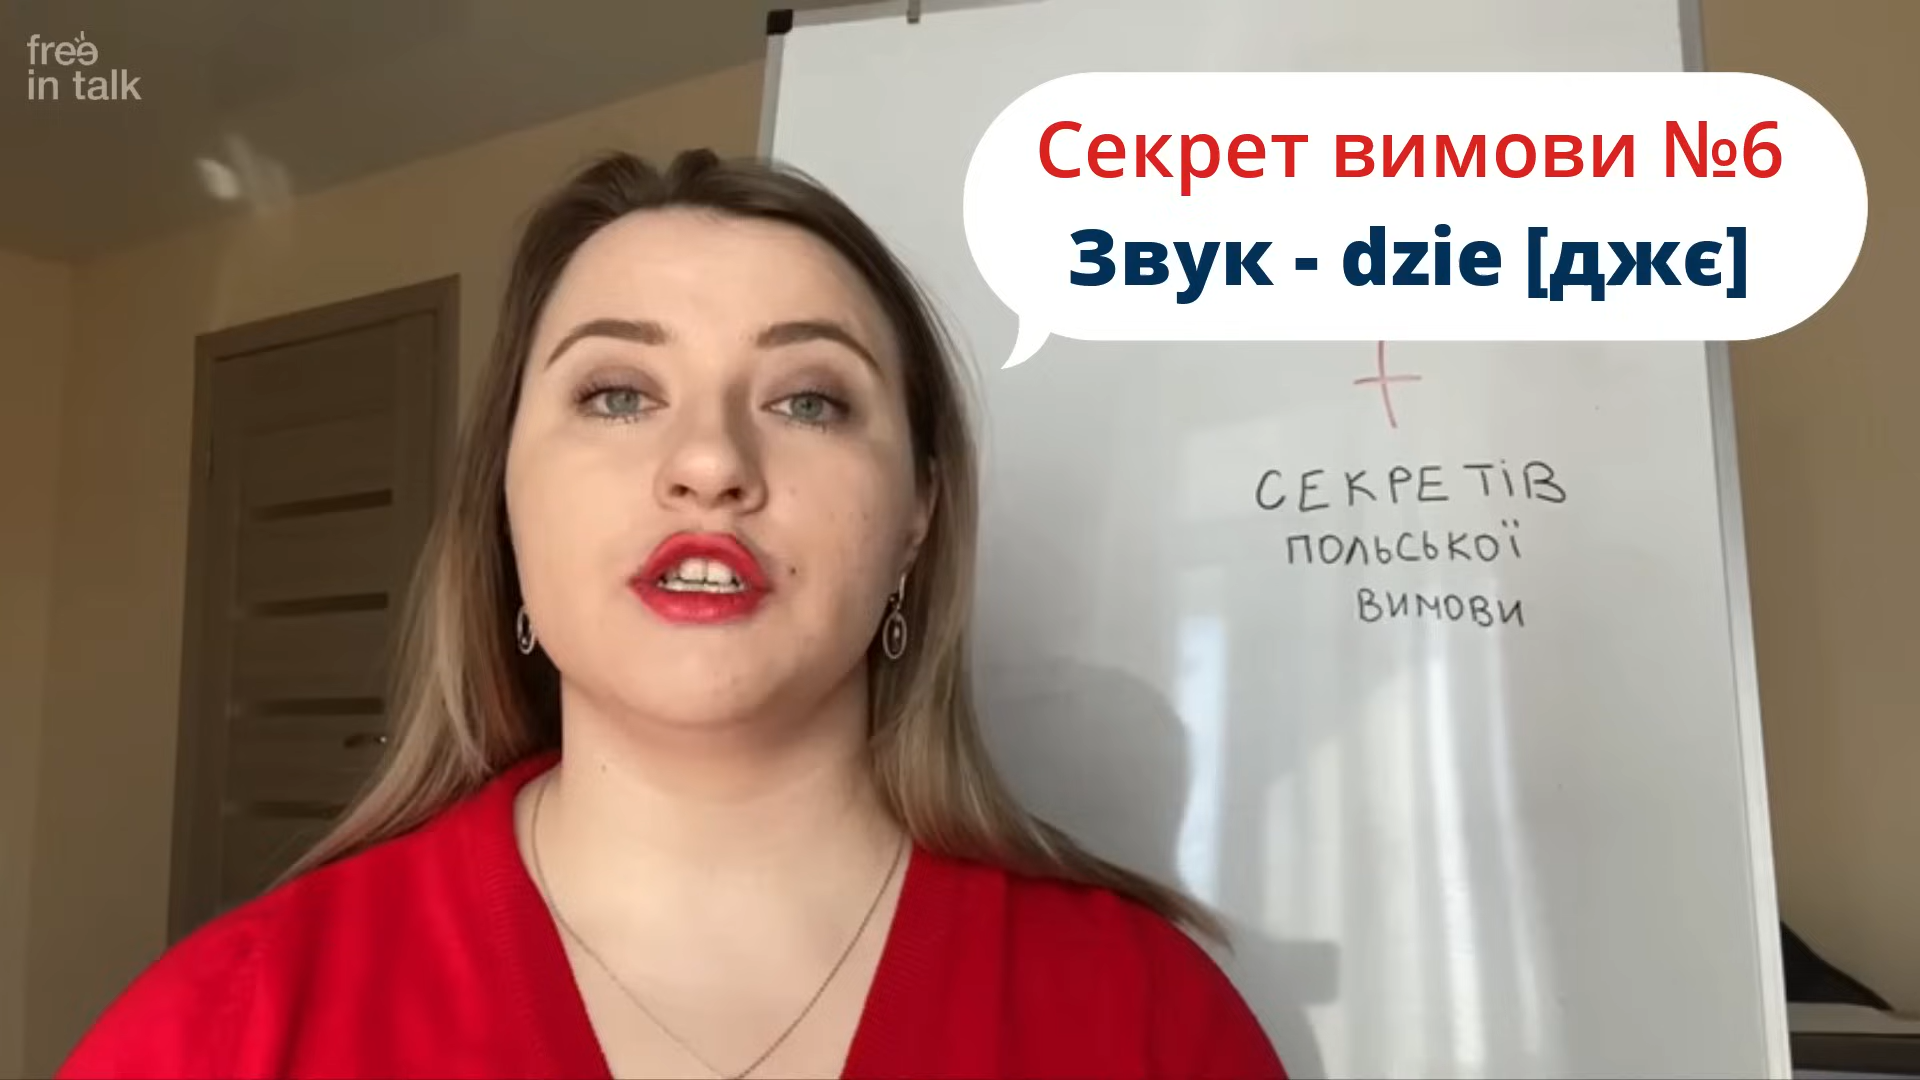 free
in talk
Секрет вимови №6
Звук - dzie [джє]
СЕКРЕТІВ
ПОЛЬСЬКОЇ
ВИМОВИ